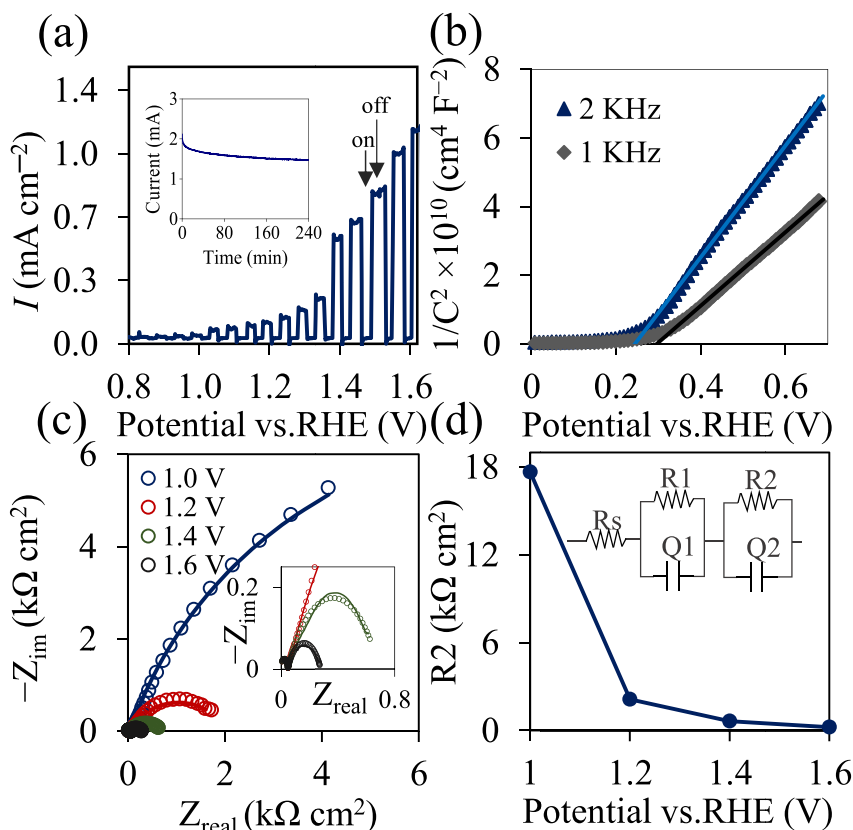 (a)
I (mA cm⁻²)
1.4
1.0
0.7
0.3
0.0
0.8 1.0 1.2 1.4 1.6
Potential vs.RHE (V)
off
on
Current (mA)
3
2
1
0
0 80 160 240
Time (min)
(b)
1/C² ×10¹⁰ (cm⁴ F⁻²)
8
6
4
2
0
0 0.2 0.4 0.6
Potential vs.RHE (V)
2 KHz
1 KHz
(c)
−Zim (kΩ cm²)
6
4
2
0
0 2 4 6
Zreal (kΩ cm²)
1.0 V
1.2 V
1.4 V
1.6 V
−Zim
0.2
0
0 0.8
Zreal
(d)
R2 (kΩ cm²)
18
12
6
0
1 1.2 1.4 1.6
Potential vs.RHE (V)
Rs
R1
Q1
R2
Q2